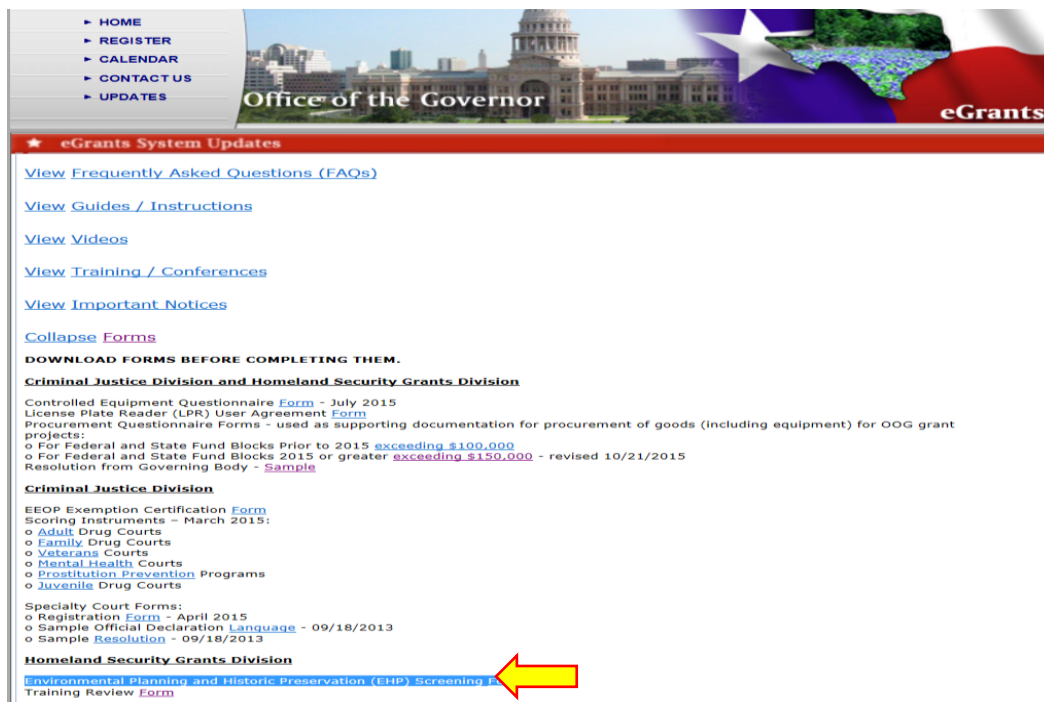 HOME
REGISTER
CALENDAR
CONTACT US
UPDATES
Office of the Governor
eGrants
eGrants System Updates
View Frequently Asked Questions (FAQs)
View Guides / Instructions
View Videos
View Training / Conferences
View Important Notices
Collapse Forms
DOWNLOAD FORMS BEFORE COMPLETING THEM.
Criminal Justice Division and Homeland Security Grants Division
Controlled Equipment Questionnaire Form - July 2015
License Plate Reader (LPR) User Agreement Form
Procurement Questionnaire Forms - used as supporting documentation for procurement of goods (including equipment) for OOG grant
projects:
o For Federal and State Fund Blocks Prior to 2015 exceeding $100,000
o For Federal and State Fund Blocks 2015 or greater exceeding $150,000 - revised 10/21/2015
Resolution from Governing Body - Sample
Criminal Justice Division
EEOP Exemption Certification Form
Scoring Instruments – March 2015:
o Adult Drug Courts
o Family Drug Courts
o Veterans Courts
o Mental Health Courts
o Prostitution Prevention Programs
o Juvenile Drug Courts
Specialty Court Forms:
o Registration Form - April 2015
o Sample Official Declaration Language - 09/18/2013
o Sample Resolution - 09/18/2013
Homeland Security Grants Division
Environmental Planning and Historic Preservation (EHP) Screening
Training Review Form